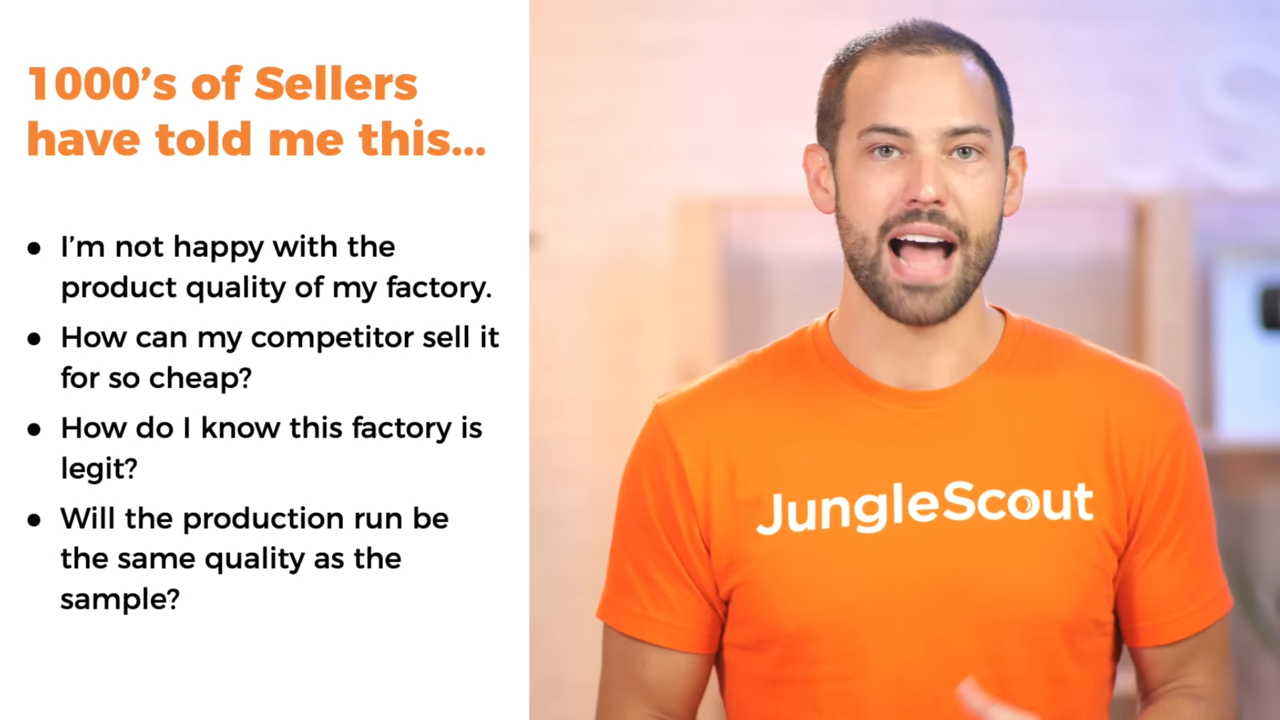 1000’s of Sellers
have told me this...
● I’m not happy with the
product quality of my factory.
● How can my competitor sell it
for so cheap?
● How do I know this factory is
legit?
● Will the production run be
the same quality as the
sample?
JungleScout